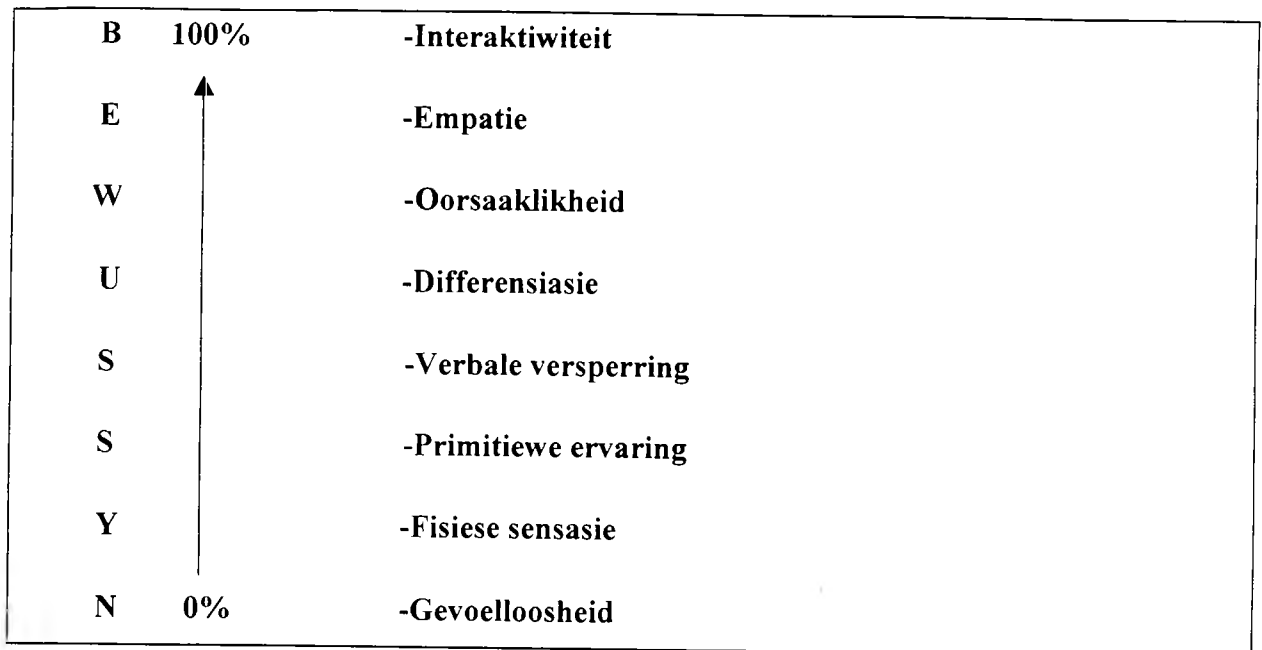 B 100% -Interaktiwiteit
E -Empatie
W -Oorsaaklikheid
U -Differensiasie
S -Verbale versperring
S -Primitiewe ervaring
Y -Fisiese sensasie
N 0% -Gevoelloosheid